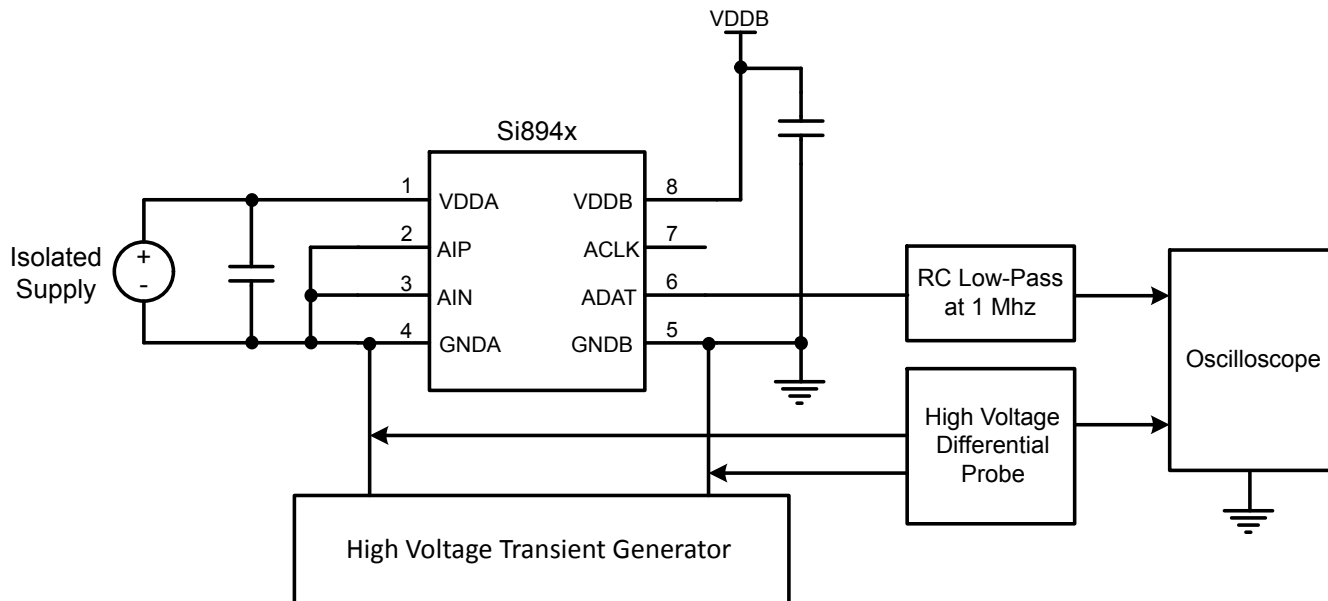 VDDB
Si894x
Isolated
Supply
+
-
1
2
3
4
VDDA
AIP
AIN
GNDA
VDDB
ACLK
ADAT
GNDB
8
7
6
5
RC Low-Pass
at 1 Mhz
Oscilloscope
High Voltage
Differential
Probe
High Voltage Transient Generator